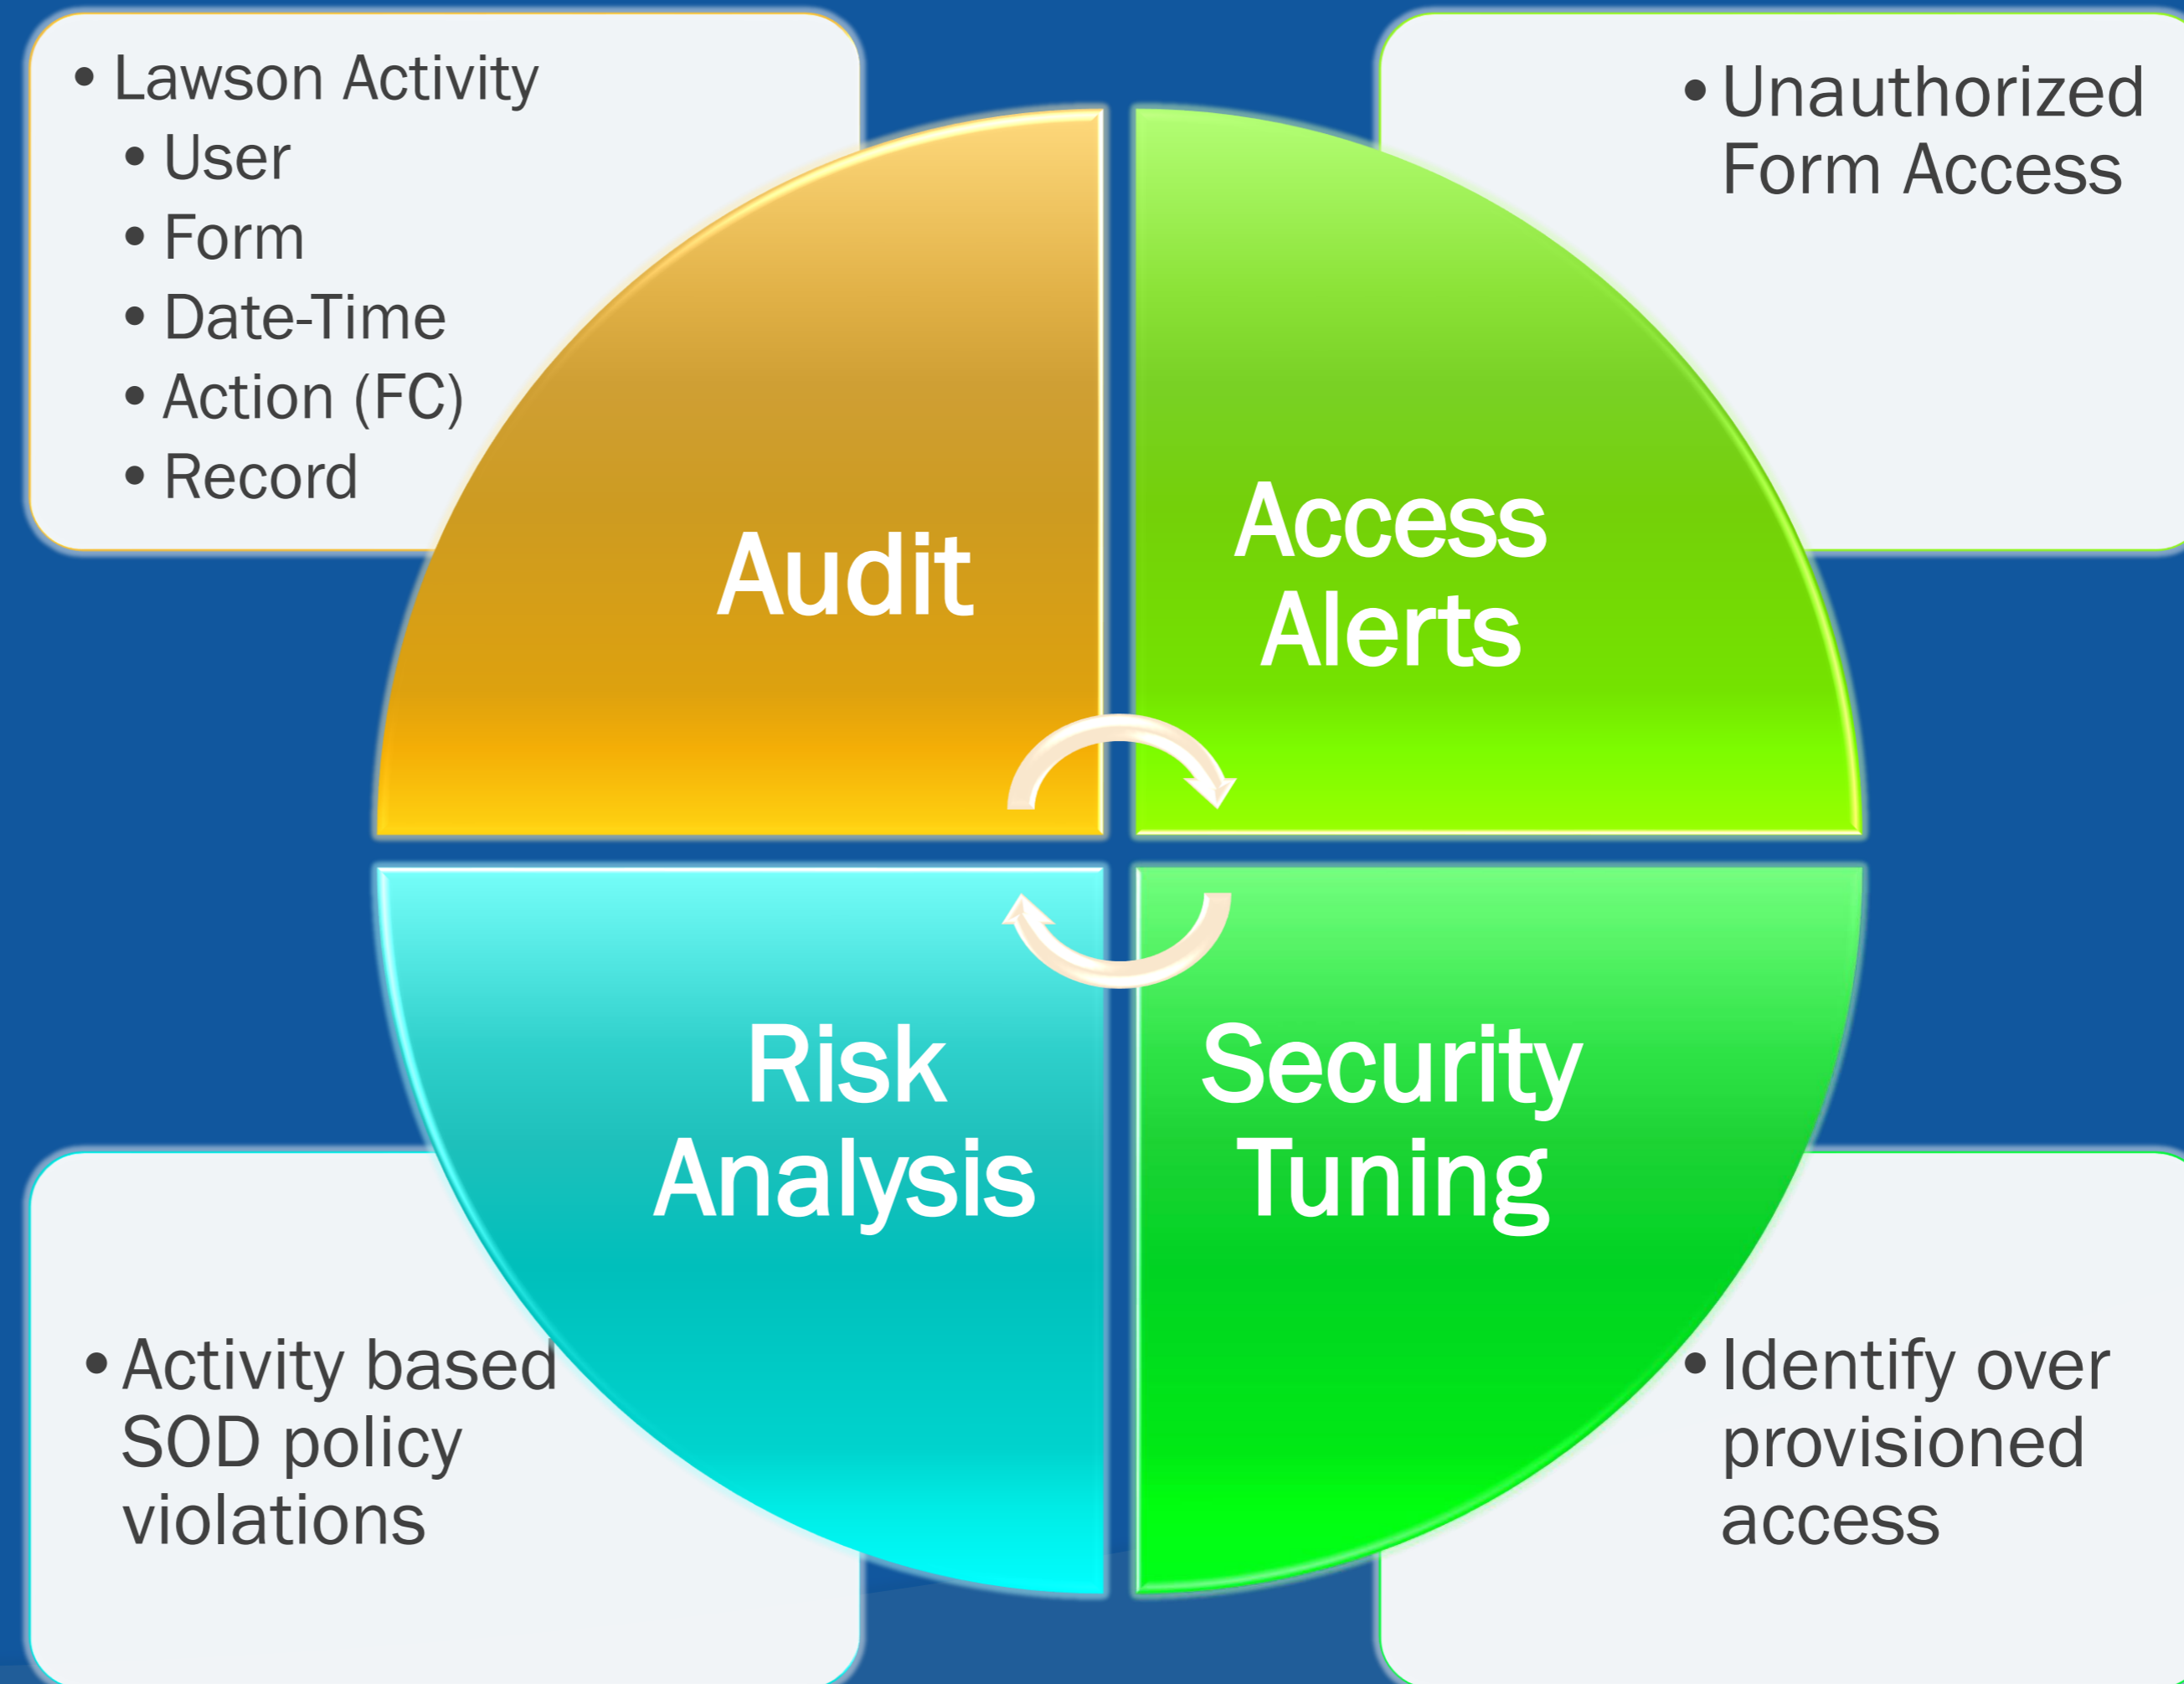 • Lawson Activity
• User
• Form
• Date-Time
• Action (FC)
• Record
Audit
• Unauthorized
Form Access
Access
Alerts
Risk
Analysis
• Activity based
SOD policy
violations
Security
Tuning
• Identify over
provisioned
access